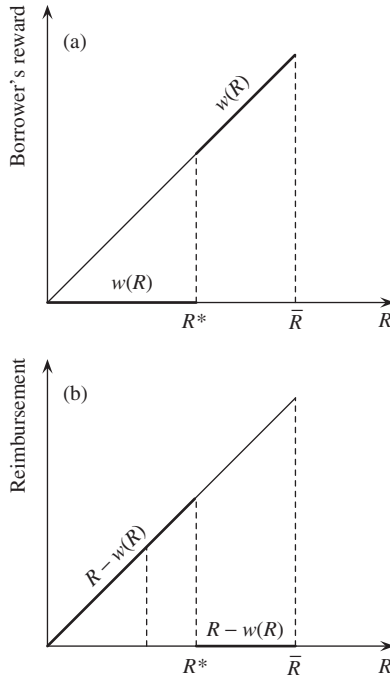 (a)
Borrower's reward
w(R)
w(R)
R*
R̅
R
(b)
Reimbursement
R − w(R)
R − w(R)
R*
R̅
R